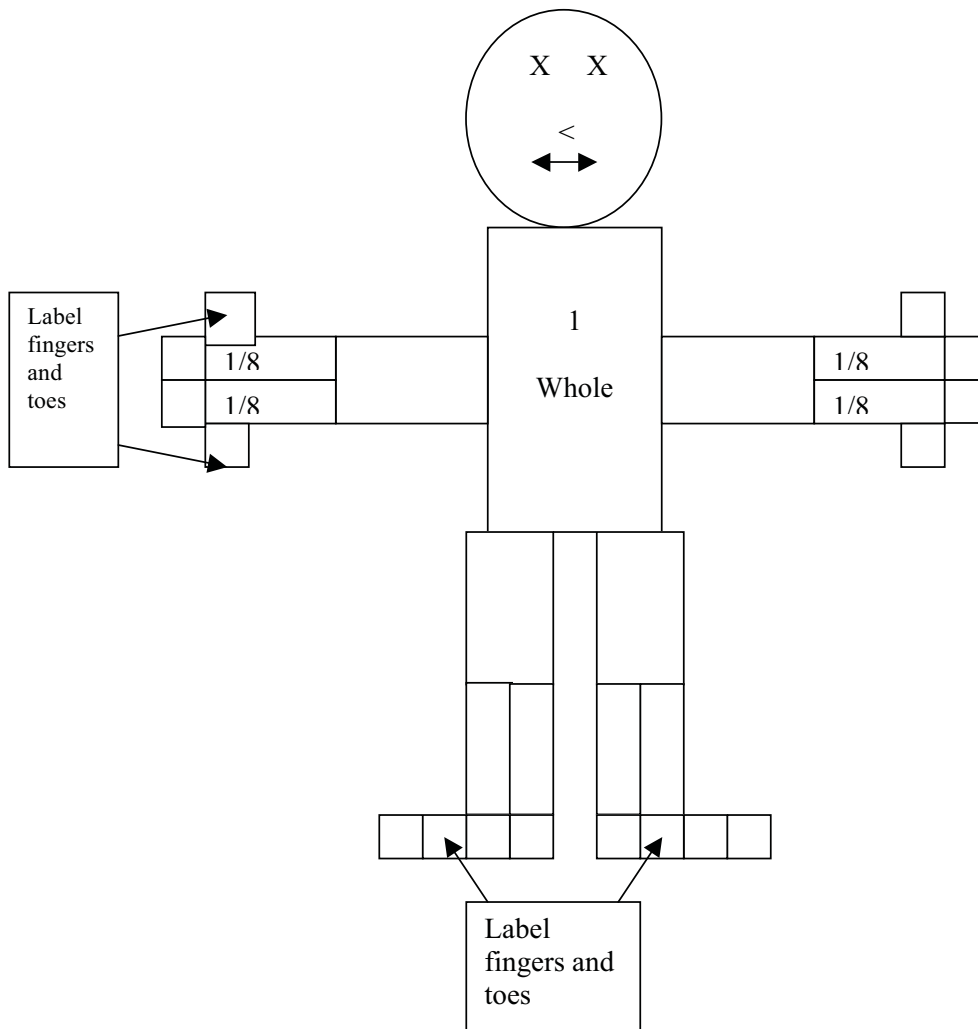 X X
<
1
Whole
Label
fingers
and
toes
1/8
1/8
1/8
1/8
Label
fingers and
toes